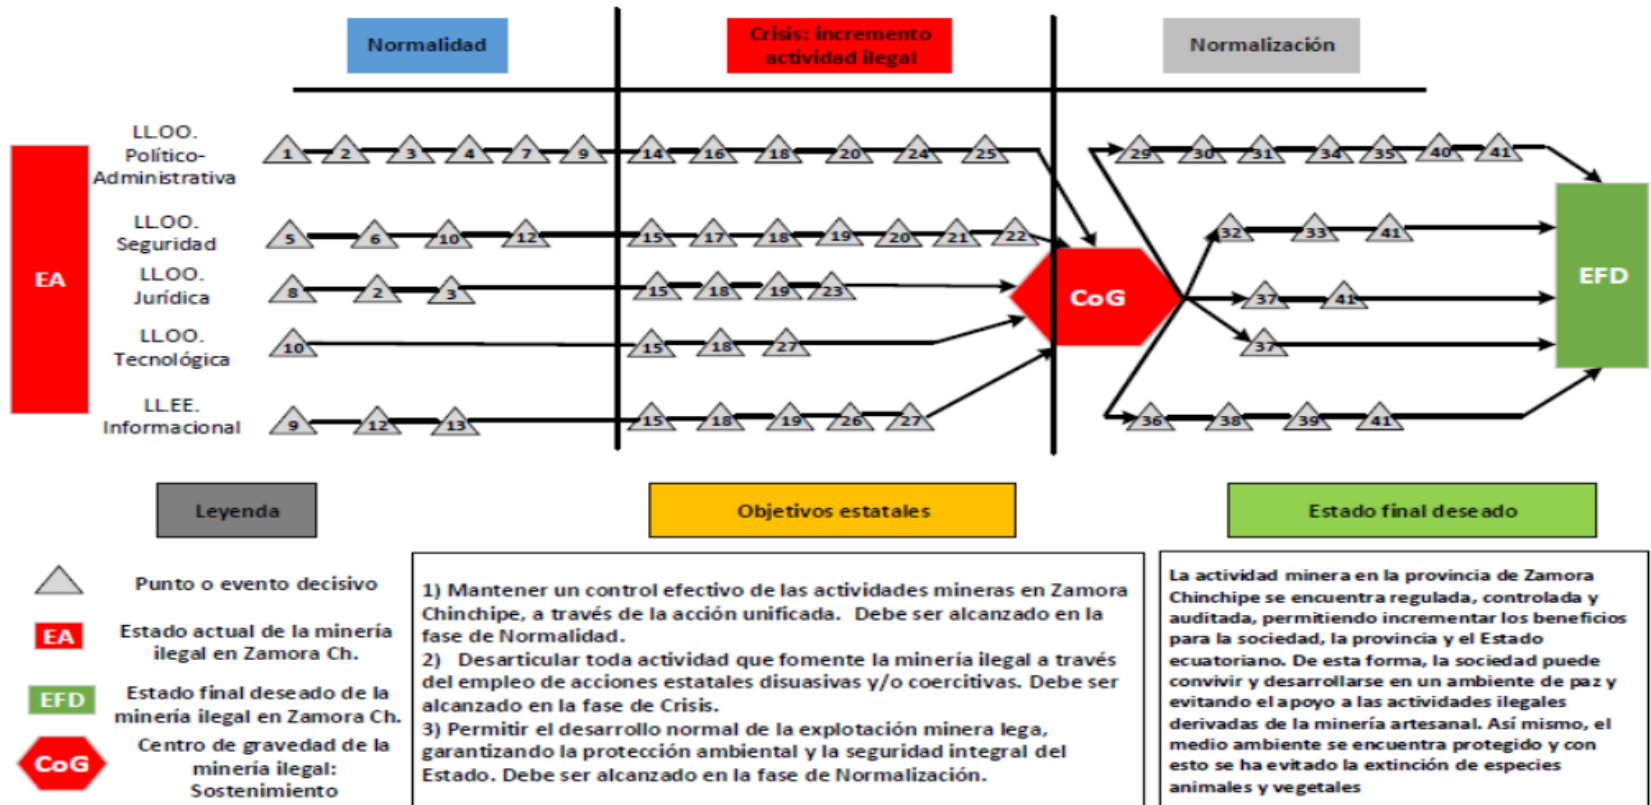 Normalidad
Crisis: incremento
actividad ilegal
Normalización
LL.OO.
Político-
Administrativa
1 2 3 4 7 9 14 16 18 20 24 25 29 30 31 34 35 40 41
LL.OO.
Seguridad
5 6 10 12 15 17 18 19 20 21 22 32 33 41
LL.OO.
Jurídica
8 2 3 15 18 19 23 37 41
LL.OO.
Tecnológica
10 15 18 27 37
LL.EE.
Informacional
9 12 13 15 18 19 26 27 36 38 39 41
EA
CoG
EFD
Leyenda
Punto o evento decisivo
EA
Estado actual de la minería
ilegal en Zamora Ch.
EFD
Estado final deseado de la
minería ilegal en Zamora Ch.
CoG
Centro de gravedad de la
minería ilegal:
Sostenimiento
Objetivos estatales
1) Mantener un control efectivo de las actividades mineras en Zamora
Chinchipe, a través de la acción unificada. Debe ser alcanzado en la
fase de Normalidad.
2) Desarticular toda actividad que fomente la minería ilegal a través
del empleo de acciones estatales disuasivas y/o coercitivas. Debe ser
alcanzado en la fase de Crisis.
3) Permitir el desarrollo normal de la explotación minera lega,
garantizando la protección ambiental y la seguridad integral del
Estado. Debe ser alcanzado en la fase de Normalización.
Estado final deseado
La actividad minera en la provincia de Zamora
Chinchipe se encuentra regulada, controlada y
auditada, permitiendo incrementar los beneficios
para la sociedad, la provincia y el Estado
ecuatoriano. De esta forma, la sociedad puede
convivir y desarrollarse en un ambiente de paz y
evitando el apoyo a las actividades ilegales
derivadas de la minería artesanal. Así mismo, el
medio ambiente se encuentra protegido y con
esto se ha evitado la extinción de especies
animales y vegetales